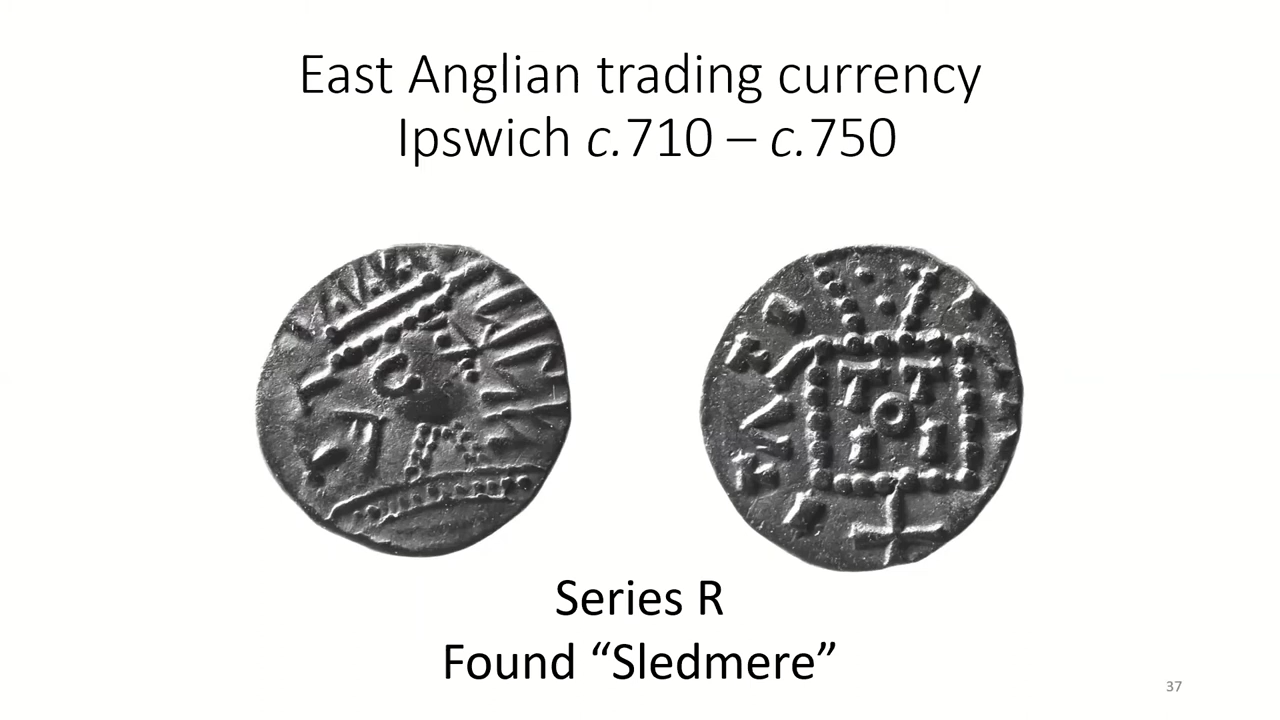 East Anglian trading currency
Ipswich c.710 – c.750
Series R
Found “Sledmere”
37